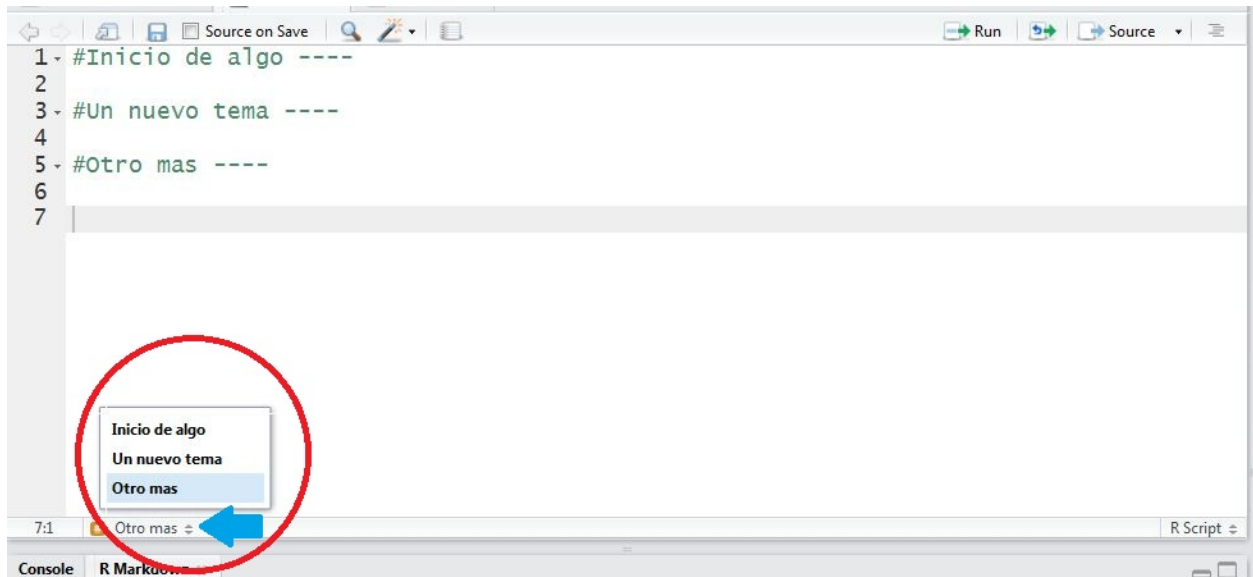 Source on Save Run Source
1 #Inicio de algo ----
2
3 #Un nuevo tema ----
4
5 #Otro mas ----
6
7
Inicio de algo
Un nuevo tema
Otro mas
7:1 Otro mas R Script
Console R Markdown